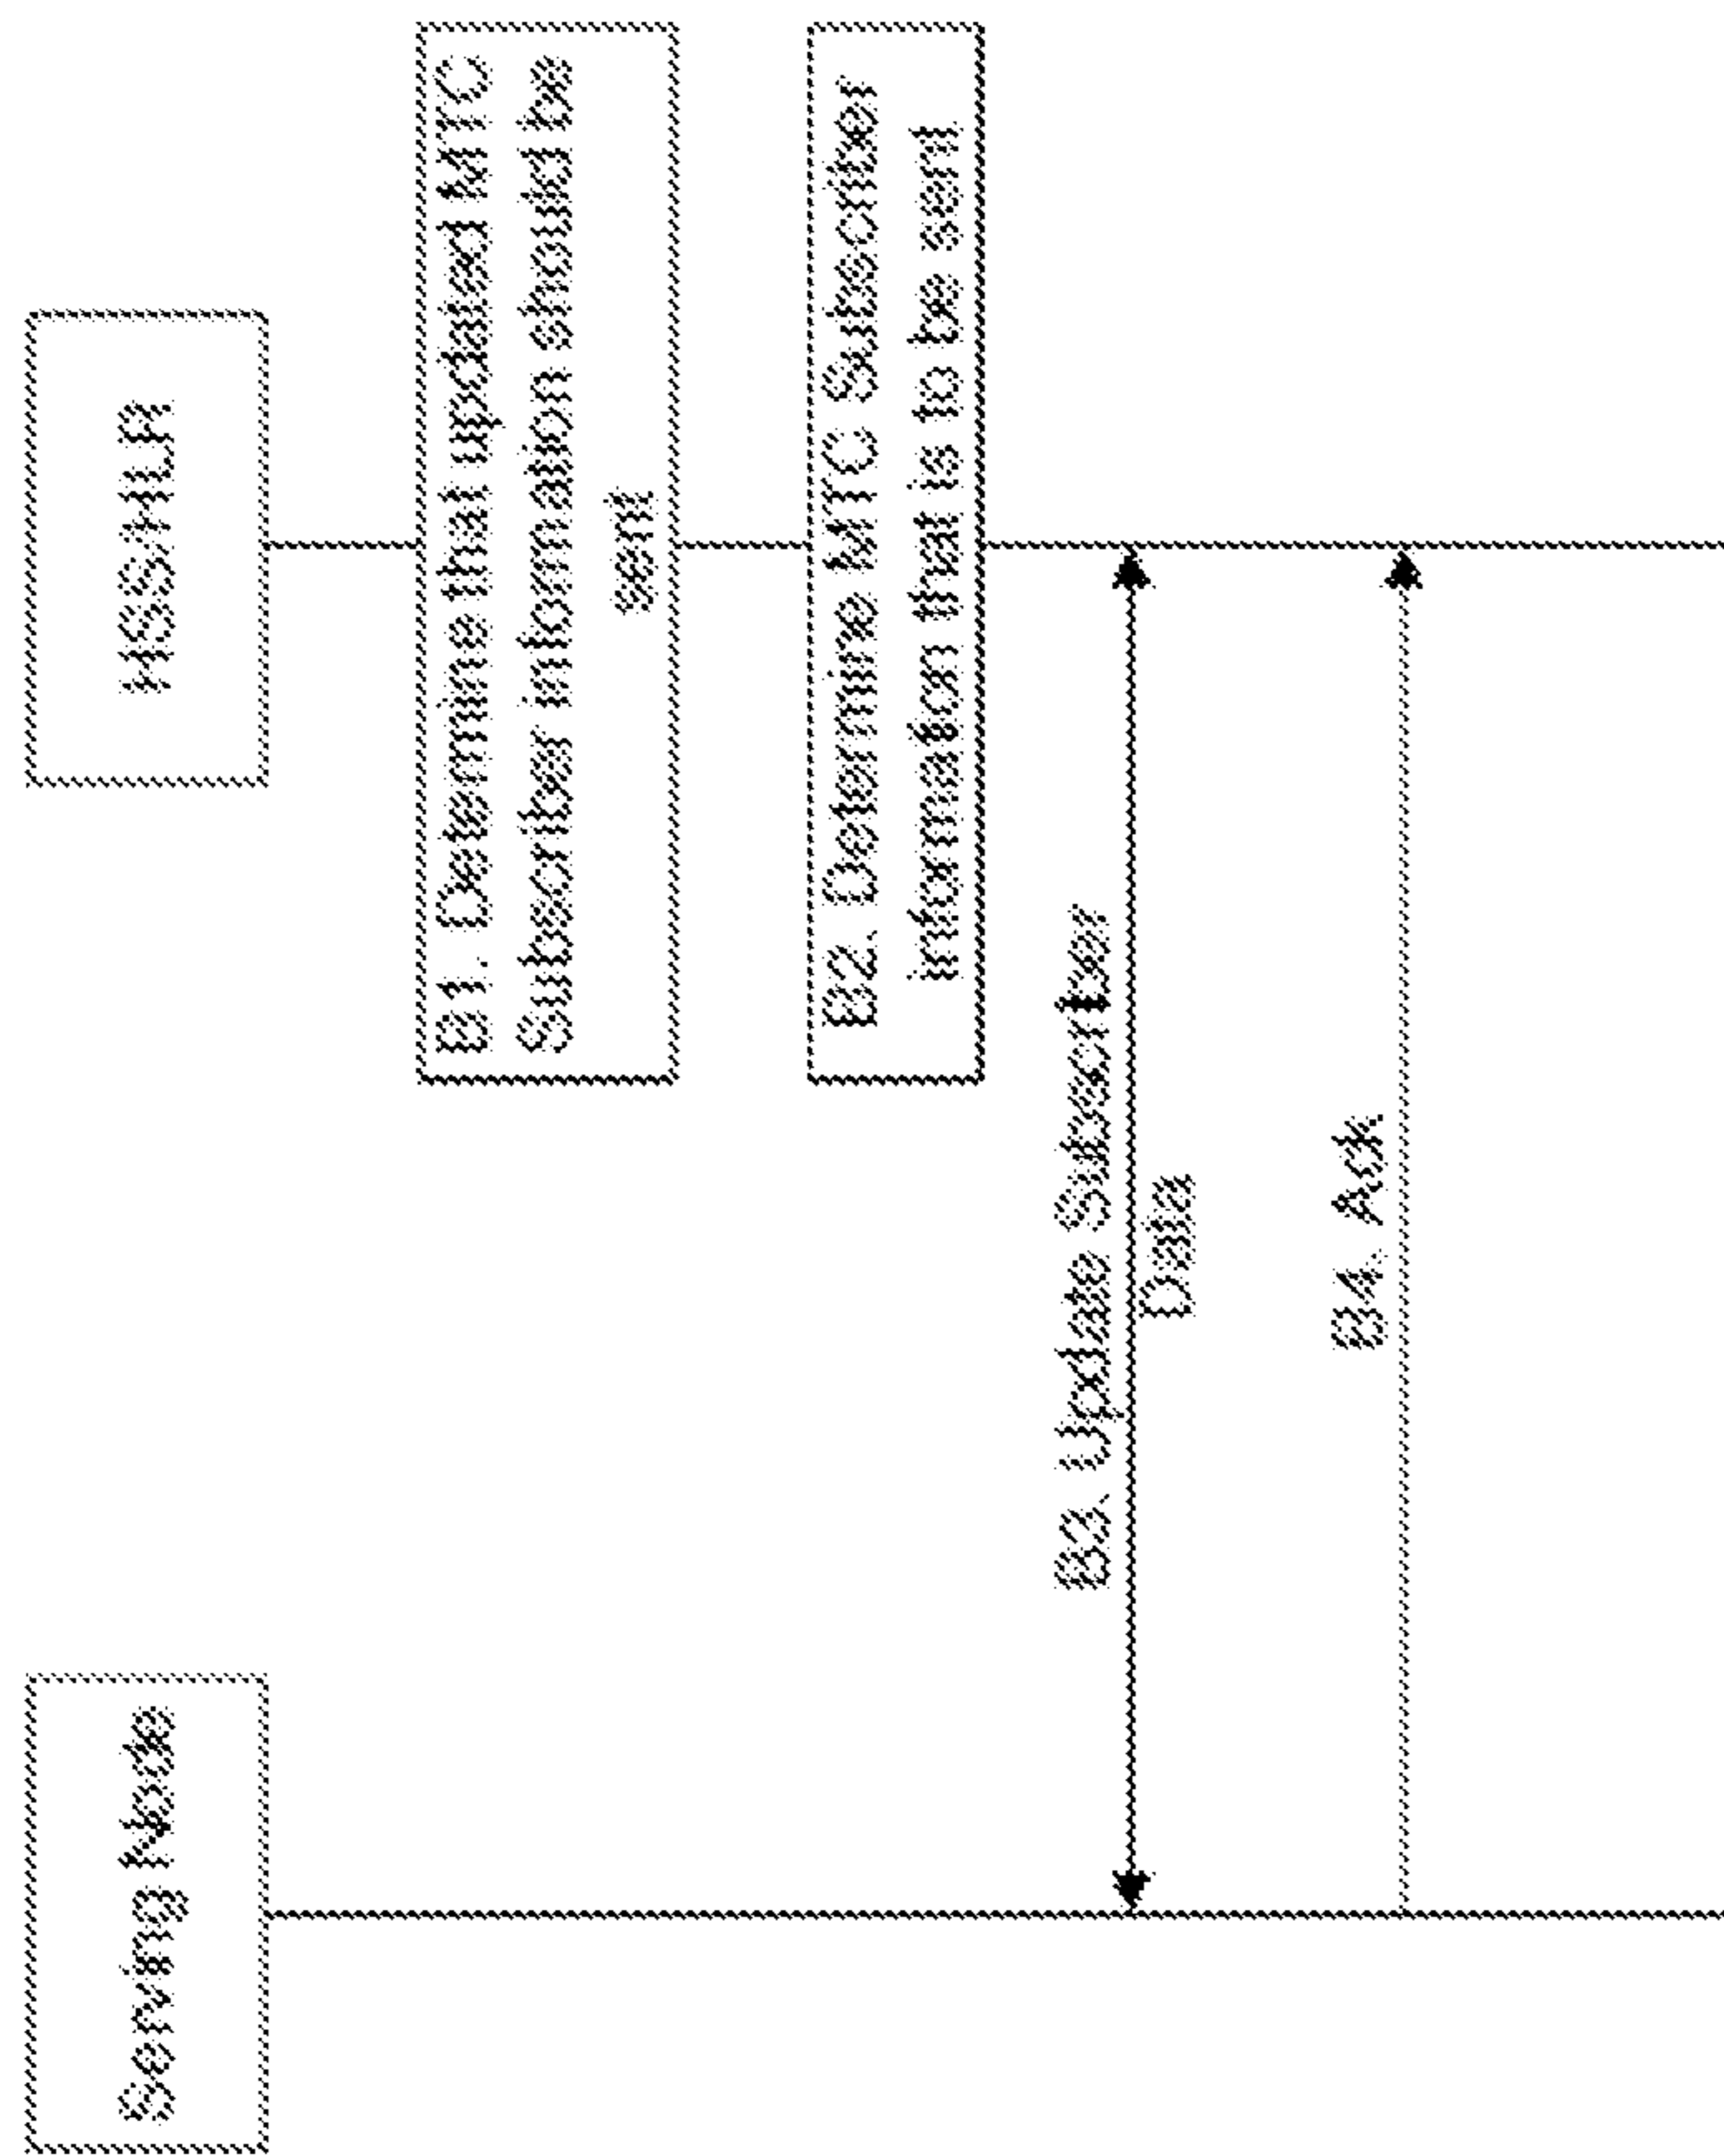 Serving Node
HSS/HLR
B1. Determine that updated MTC
Subscriber information should be
sent
B2. Determine MTC Subscriber
information that is to be sent
B3. Update Subscriber
Data
B4. Ack.